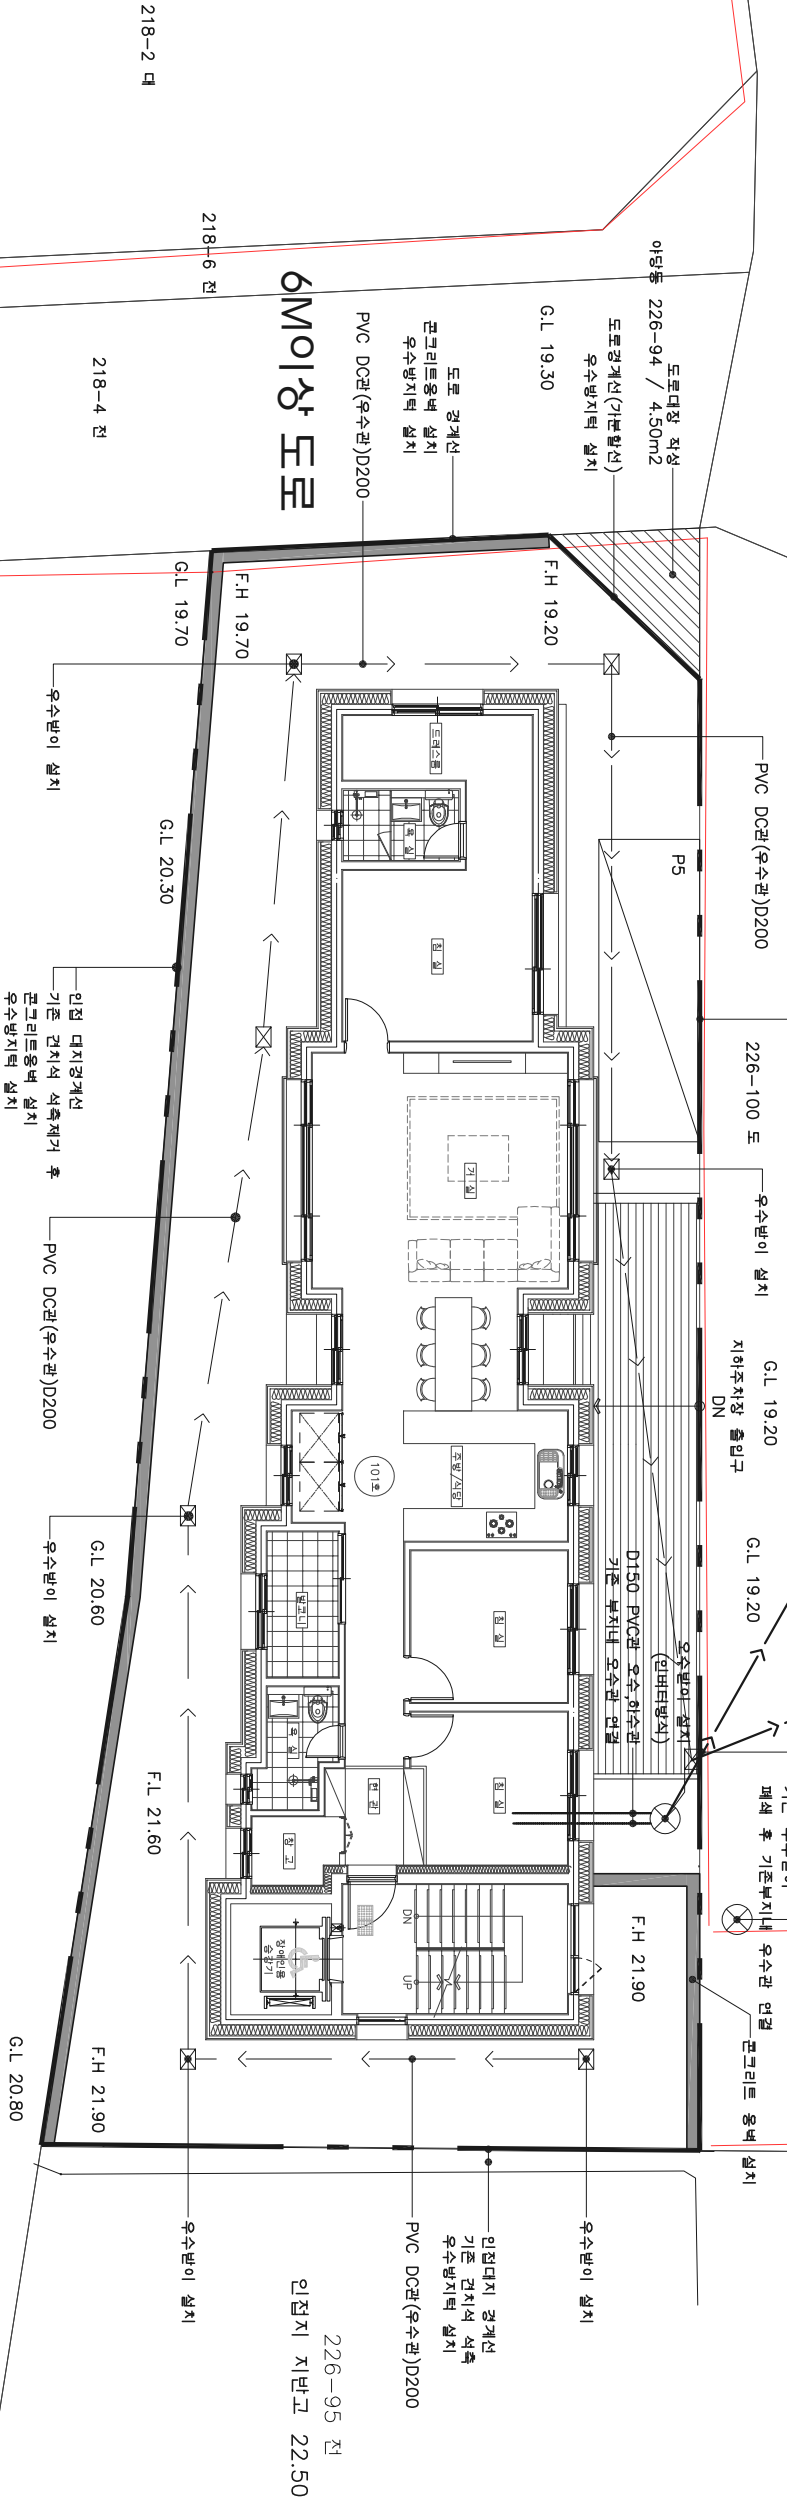 218-2 대
218-6 전
218-4 전
6M이상 도로
야당동 226-94 / 4.50m2
도로대장 작성
도로경계선(가분할선)
우수방지턱 설치
G.L 19.30
도로 경계선
콘크리트옹벽 설치
우수방지턱 설치
PVC DC관(우수관)D200
G.L 19.70
F.H 19.70
F.H 19.20
우수받이 설치
PVC DC관(우수관)D200
P5
드레스룸
욕실
침실
G.L 20.30
인접 대지경계선
기존 견치석 석축제거 후
콘크리트옹벽 설치
우수방지턱 설치
226-100 도
우수받이 설치
거실
PVC DC관(우수관)D200
G.L 19.20
지하주차장 출입구
DN
주방/식당
101호
G.L 19.20
우수받이 설치
G.L 20.60
발코니
침실
D150 PVC관 오수,하수관
기존 부지내 오수관 연결
오수받이 설치
(인버터방식)
욕실
침실
현관
창고
F.L 21.60
폐쇄 후 기존부지내 우수관 연결
콘크리트 옹벽 설치
F.H 21.90
DN
UP
장애인용
승강기
F.H 21.90
G.L 20.80
우수받이 설치
PVC DC관(우수관)D200
인접대지 경계선
기존 견치석 석축
우수방지턱 설치
우수받이 설치
226-95 전
인접지 지반고 22.50